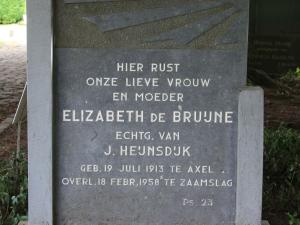 HIER RUST
ONZE LIEVE VROUW
EN MOEDER
ELIZABETH DE BRUIJNE
ECHTG. VAN
J. HEIJNSDIJK
GEB. 19 JULI 1913 TE AXEL
OVERL. 18 FEBR. 1958 TE ZAAMSLAG
Ps. 23